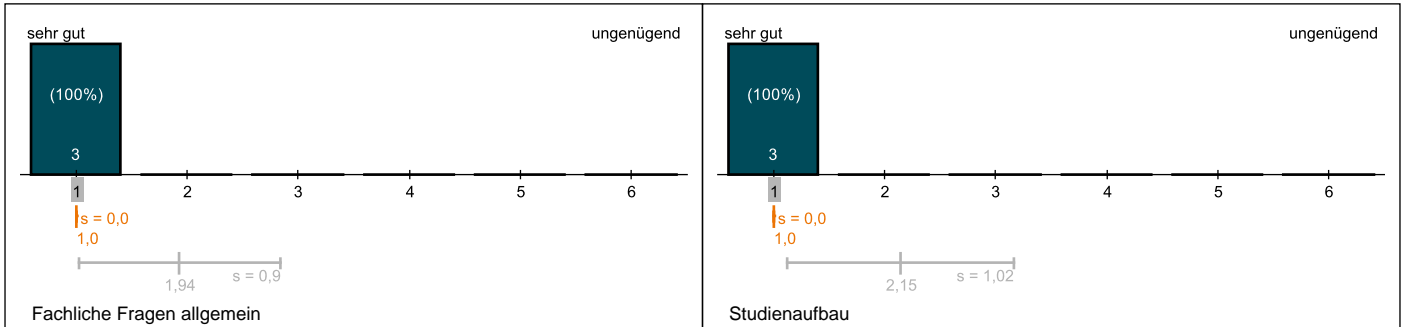 sehr gut ungenügend
(100%)
3
1 2 3 4 5 6
s = 0,0
1,0
s = 0,9
1,94
Fachliche Fragen allgemein
sehr gut ungenügend
(100%)
3
1 2 3 4 5 6
s = 0,0
1,0
s = 1,02
2,15
Studienaufbau